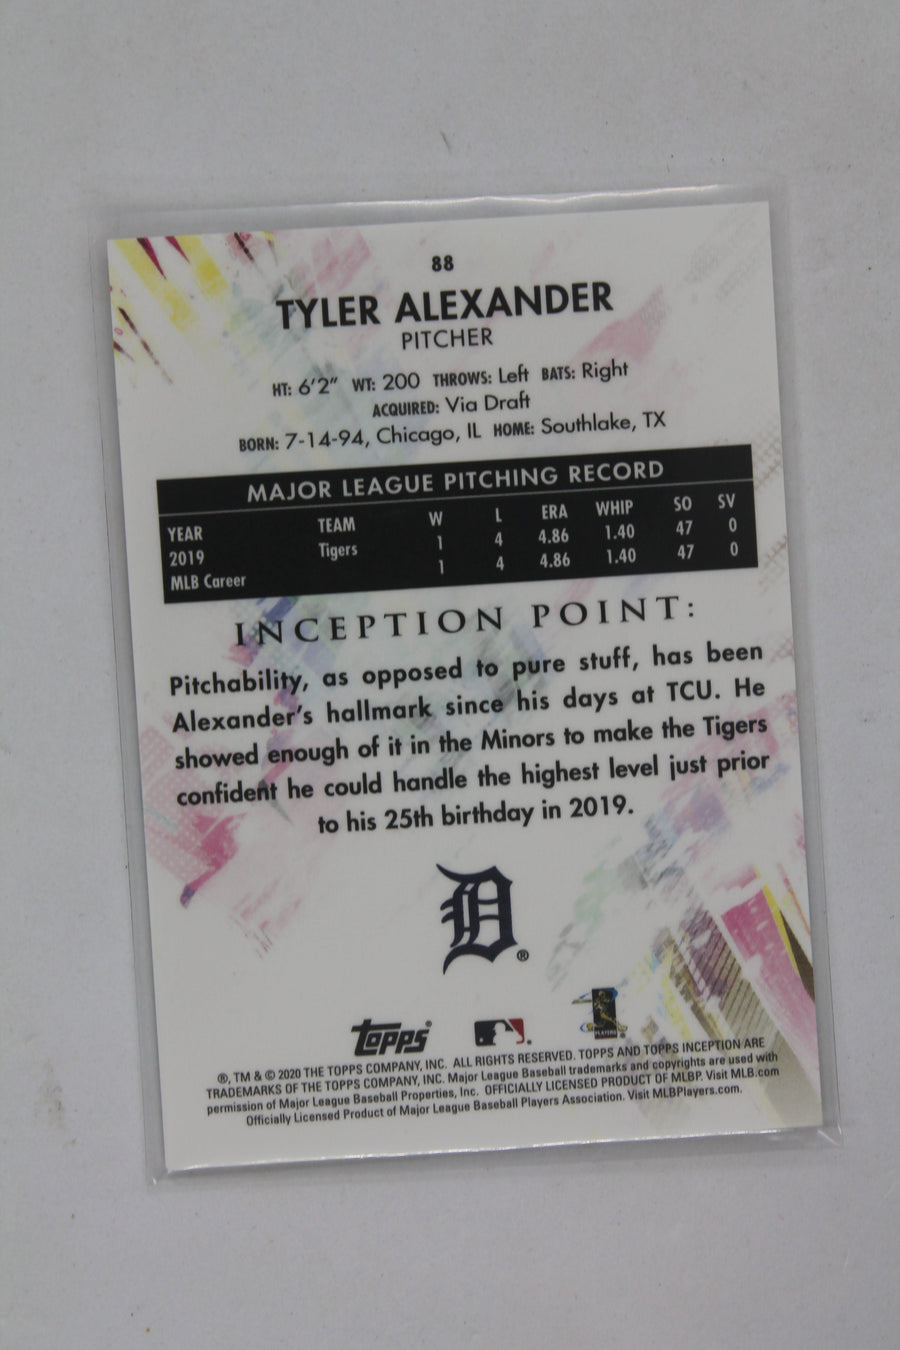 88
TYLER ALEXANDER
PITCHER
HT: 6'2" WT: 200 THROWS: Left BATS: Right
ACQUIRED: Via Draft
BORN: 7-14-94, Chicago, IL HOME: Southlake, TX
MAJOR LEAGUE PITCHING RECORD
YEAR TEAM W L ERA WHIP SO SV
2019 Tigers 1 4 4.86 1.40 47 0
MLB Career 1 4 4.86 1.40 47 0
INCEPTION POINT:
Pitchability, as opposed to pure stuff, has been
Alexander's hallmark since his days at TCU. He
showed enough of it in the Minors to make the Tigers
confident he could handle the highest level just prior
to his 25th birthday in 2019.
D ®
topps® PLAYERS
®, TM & © 2020 THE TOPPS COMPANY, INC. ALL RIGHTS RESERVED. TOPPS AND TOPPS INCEPTION ARE
TRADEMARKS OF THE TOPPS COMPANY, INC. Major League Baseball trademarks and copyrights are used with
permission of Major League Baseball Properties, Inc. OFFICIALLY LICENSED PRODUCT OF MLBP. Visit MLB.com
Officially Licensed Product of Major League Baseball Players Association. Visit MLBPlayers.com.